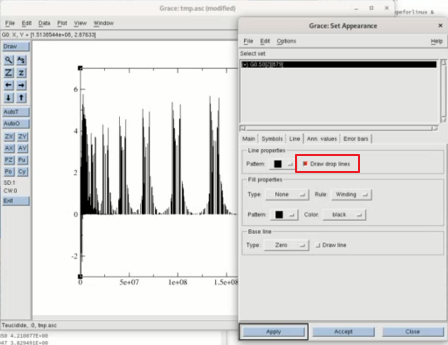 Grace: tmp.asc (modified)
File Edit Data Plot View Window Help
G0: X, Y = [1.5136544e+08, 2.87633]
Draw
Z z
AutoT
AutoO
ZX ZY
AX AY
PZ Pu
Po Cy
SD:1
CW:0
Exit
6
4
2
0
-2
0 5e+07 1e+08 1.5e+08
Teucidide, :0, tmp.asc
Grace: Set Appearance
File Edit Options Help
Select set:
(+) G0.S0[2][879]
Main Symbols Line Ann. values Error bars
Line properties
Pattern: Draw drop lines
Fill properties
Type: None Rule: Winding
Pattern: Color: black
Base line
Type: Zero Draw line
Apply Accept Close